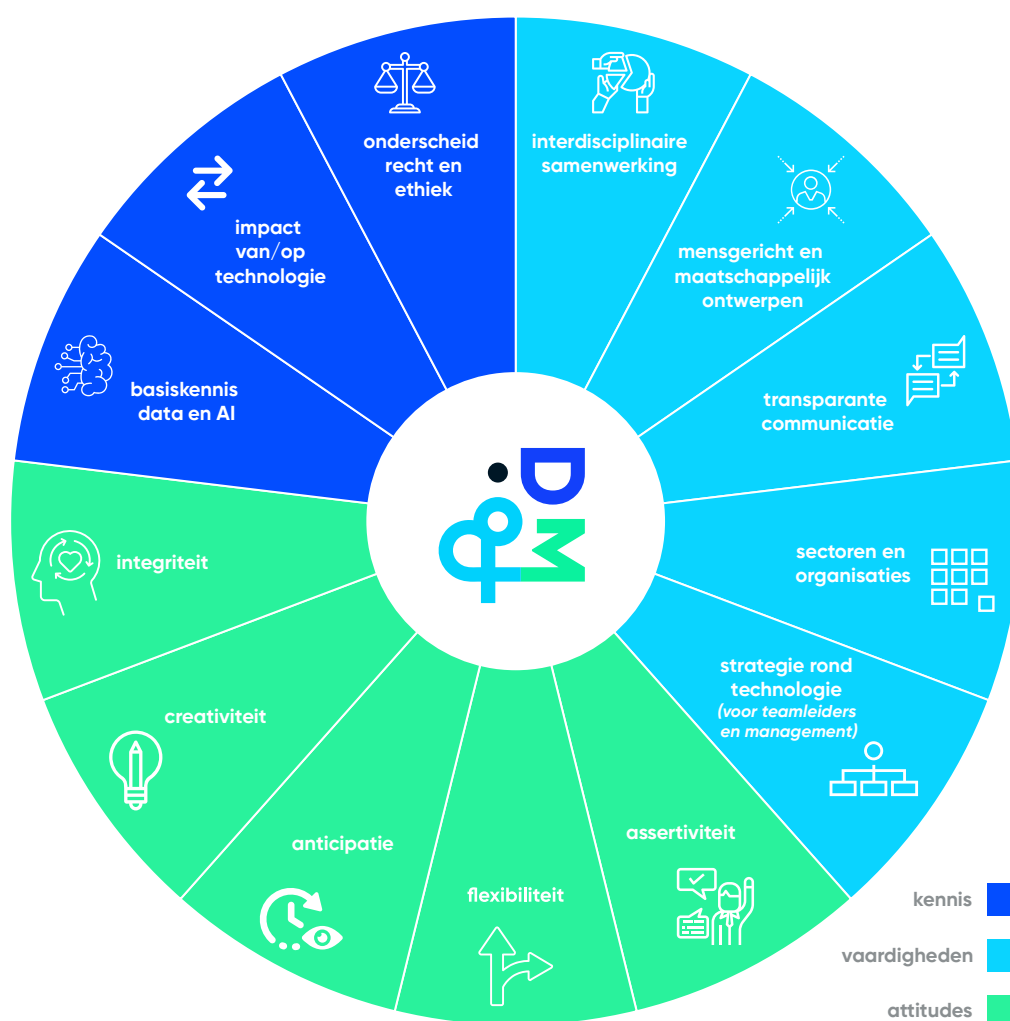 onderscheid
recht en
ethiek
interdisciplinaire
samenwerking
impact
van/op
technologie
mensgericht en
maatschappelijk
ontwerpen
basiskennis
data en AI
transparante
communicatie
DM
integriteit
sectoren en
organisaties
creativiteit
strategie rond
technologie
(voor teamleiders
en management)
anticipatie
flexibiliteit
assertiviteit
kennis
vaardigheden
attitudes